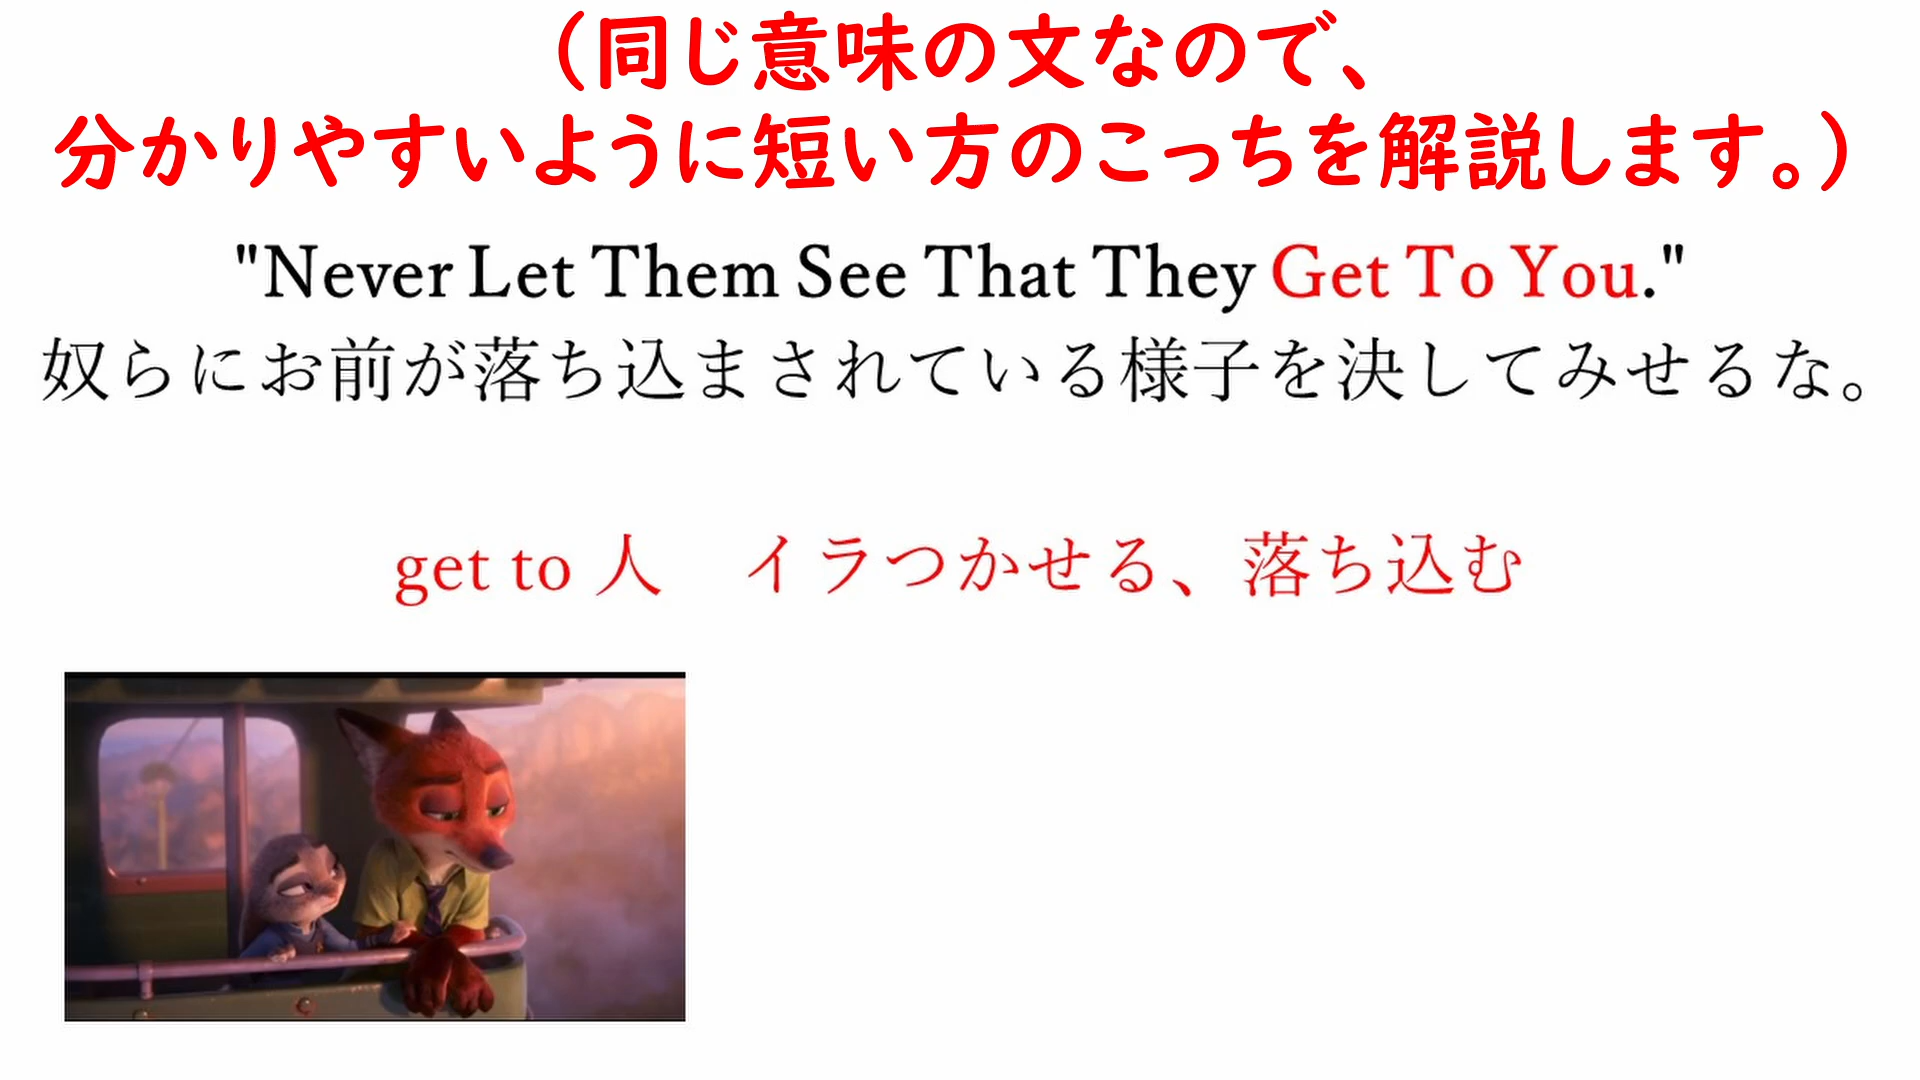 （同じ意味の文なので、
分かりやすいように短い方のこっちを解説します。）
"Never Let Them See That They Get To You."
奴らにお前が落ち込まされている様子を決してみせるな。
get to 人　イラつかせる、落ち込む